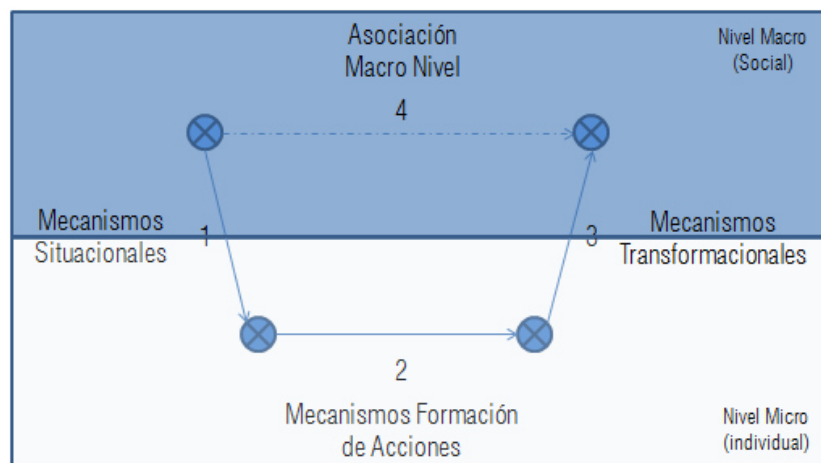 Asociación
Macro Nivel
4
Nivel Macro
(Social)
Mecanismos
Situacionales
1
3
Mecanismos
Transformacionales
2
Mecanismos Formación
de Acciones
Nivel Micro
(individual)